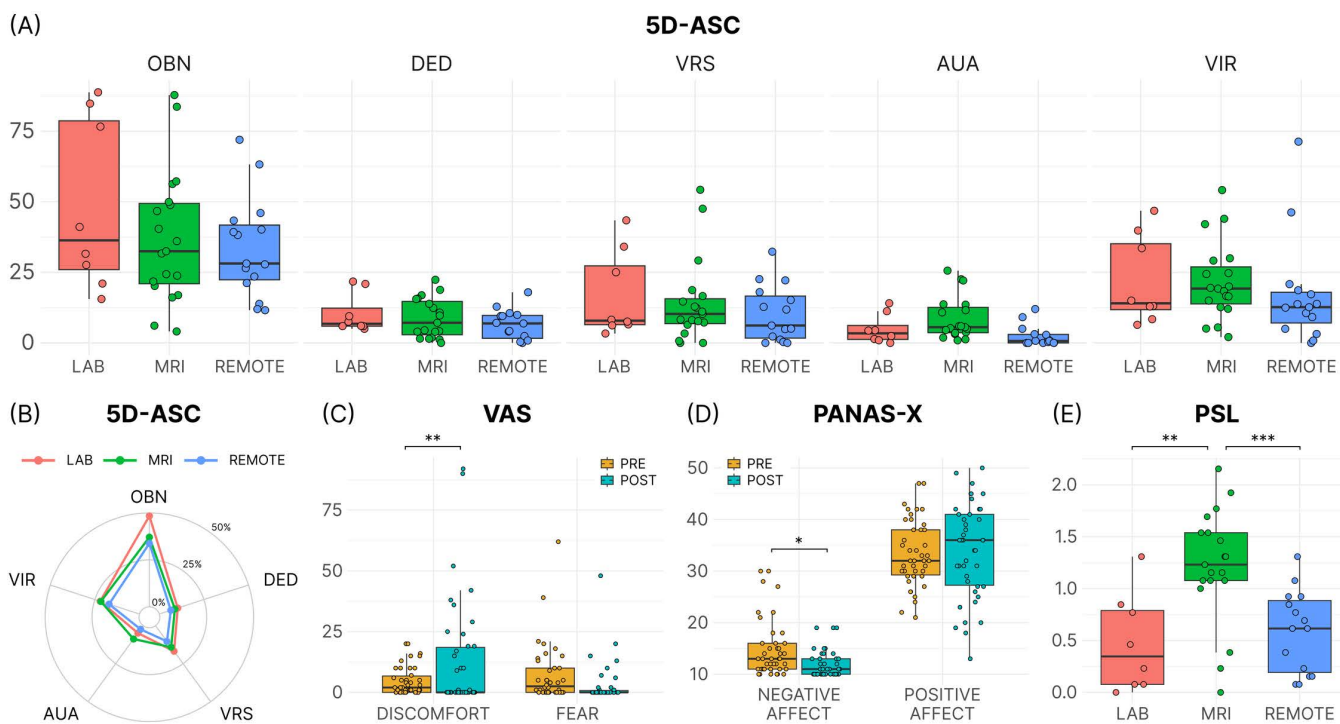 (A) 5D-ASC
OBN DED VRS AUA VIR
75
50
25
0
LAB MRI REMOTE LAB MRI REMOTE LAB MRI REMOTE LAB MRI REMOTE LAB MRI REMOTE
(B) 5D-ASC
LAB MRI REMOTE
OBN
50%
25%
VIR DED
0%
AUA VRS
(C) VAS
**
PRE
POST
75
50
25
0
DISCOMFORT FEAR
(D) PANAS-X
PRE
POST
50
40
*
30
20
10
NEGATIVE AFFECT
POSITIVE AFFECT
(E) PSL
** ***
2.0
1.5
1.0
0.5
0.0
LAB MRI REMOTE